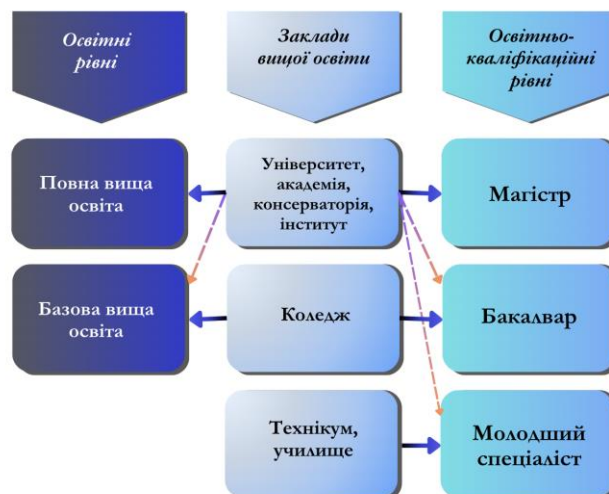 Освітні
рівні
Заклади
вищої освіти
Освітньо-
кваліфікаційні
рівні
Повна вища
освіта
Університет,
академія,
консерваторія,
інститут
Магістр
Базова вища
освіта
Коледж
Бакалвар
Технікум,
училище
Молодший
спеціаліст